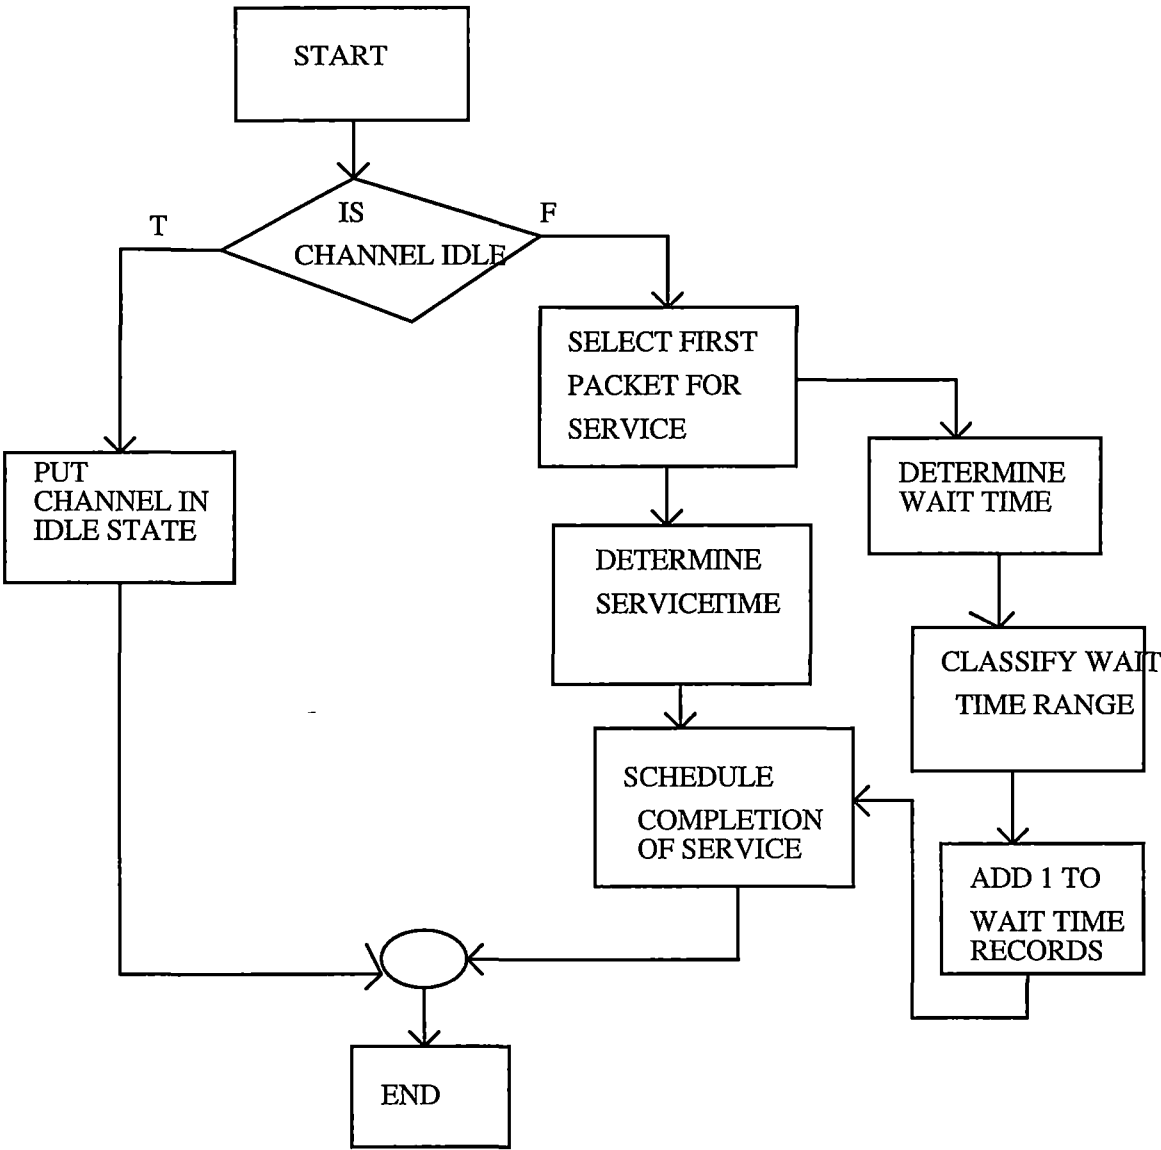 START
IS
CHANNEL IDLE
T
F
SELECT FIRST
PACKET FOR
SERVICE
PUT
CHANNEL IN
IDLE STATE
DETERMINE
WAIT TIME
DETERMINE
SERVICETIME
CLASSIFY WAIT
TIME RANGE
SCHEDULE
COMPLETION
OF SERVICE
ADD 1 TO
WAIT TIME
RECORDS
END